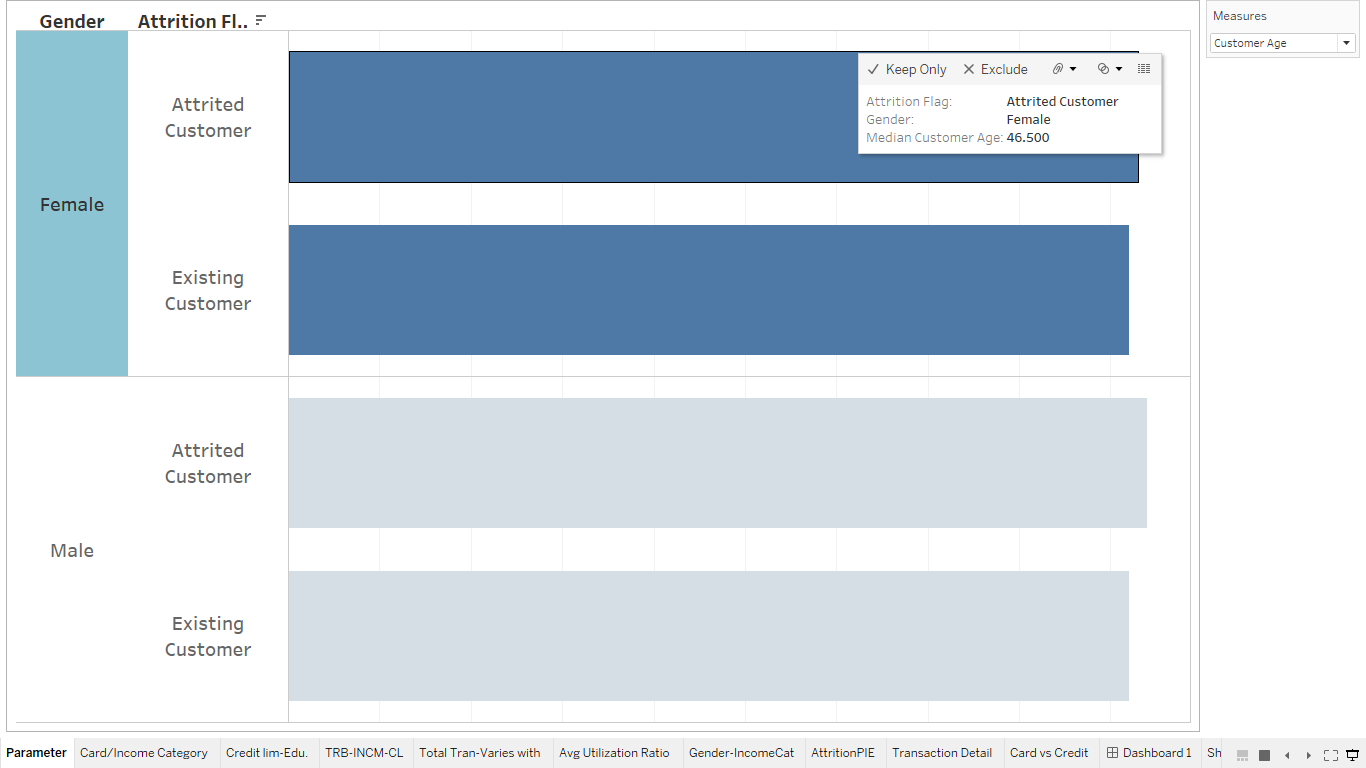 Gender Attrition Fl..
Measures
Customer Age
Keep Only Exclude
Attrition Flag: Attrited Customer
Gender: Female
Median Customer Age: 46.500
Female
Attrited
Customer
Existing
Customer
Male
Attrited
Customer
Existing
Customer
Parameter Card/Income Category Credit lim-Edu. TRB-INCM-CL Total Tran-Varies with Avg Utilization Ratio Gender-IncomeCat AttritionPIE Transaction Detail Card vs Credit Dashboard 1 Sh